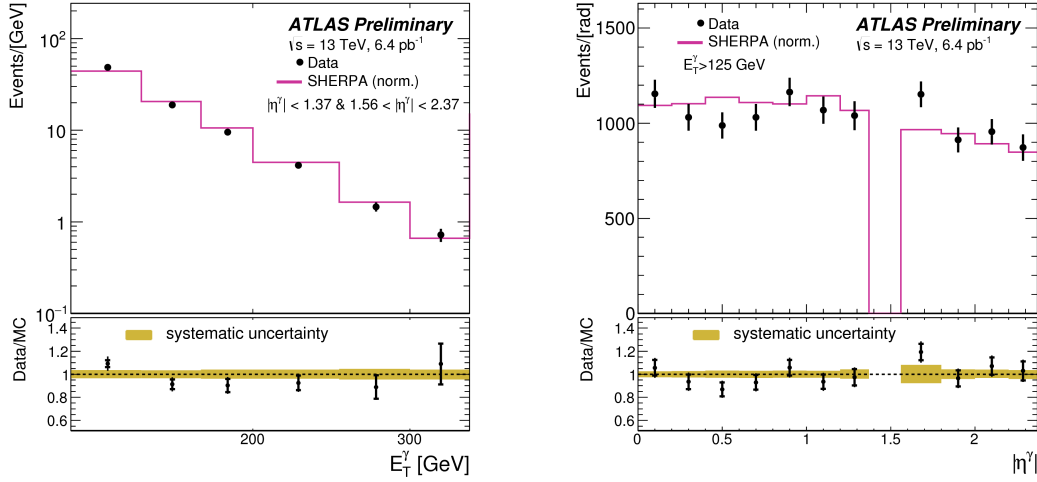 Events/[GeV]
10²
10
1
10⁻¹
ATLAS Preliminary
√s = 13 TeV, 6.4 pb⁻¹
Data
SHERPA (norm.)
|η^γ| < 1.37 & 1.56 < |η^γ| < 2.37
Data/MC
1.4
1.2
1
0.8
0.6
systematic uncertainty
200
300
E_T^γ [GeV]
Events/[rad]
1500
1000
500
0
Data
SHERPA (norm.)
E_T^γ>125 GeV
ATLAS Preliminary
√s = 13 TeV, 6.4 pb⁻¹
Data/MC
1.4
1.2
1
0.8
0.6
systematic uncertainty
0
0.5
1
1.5
2
|η^γ|